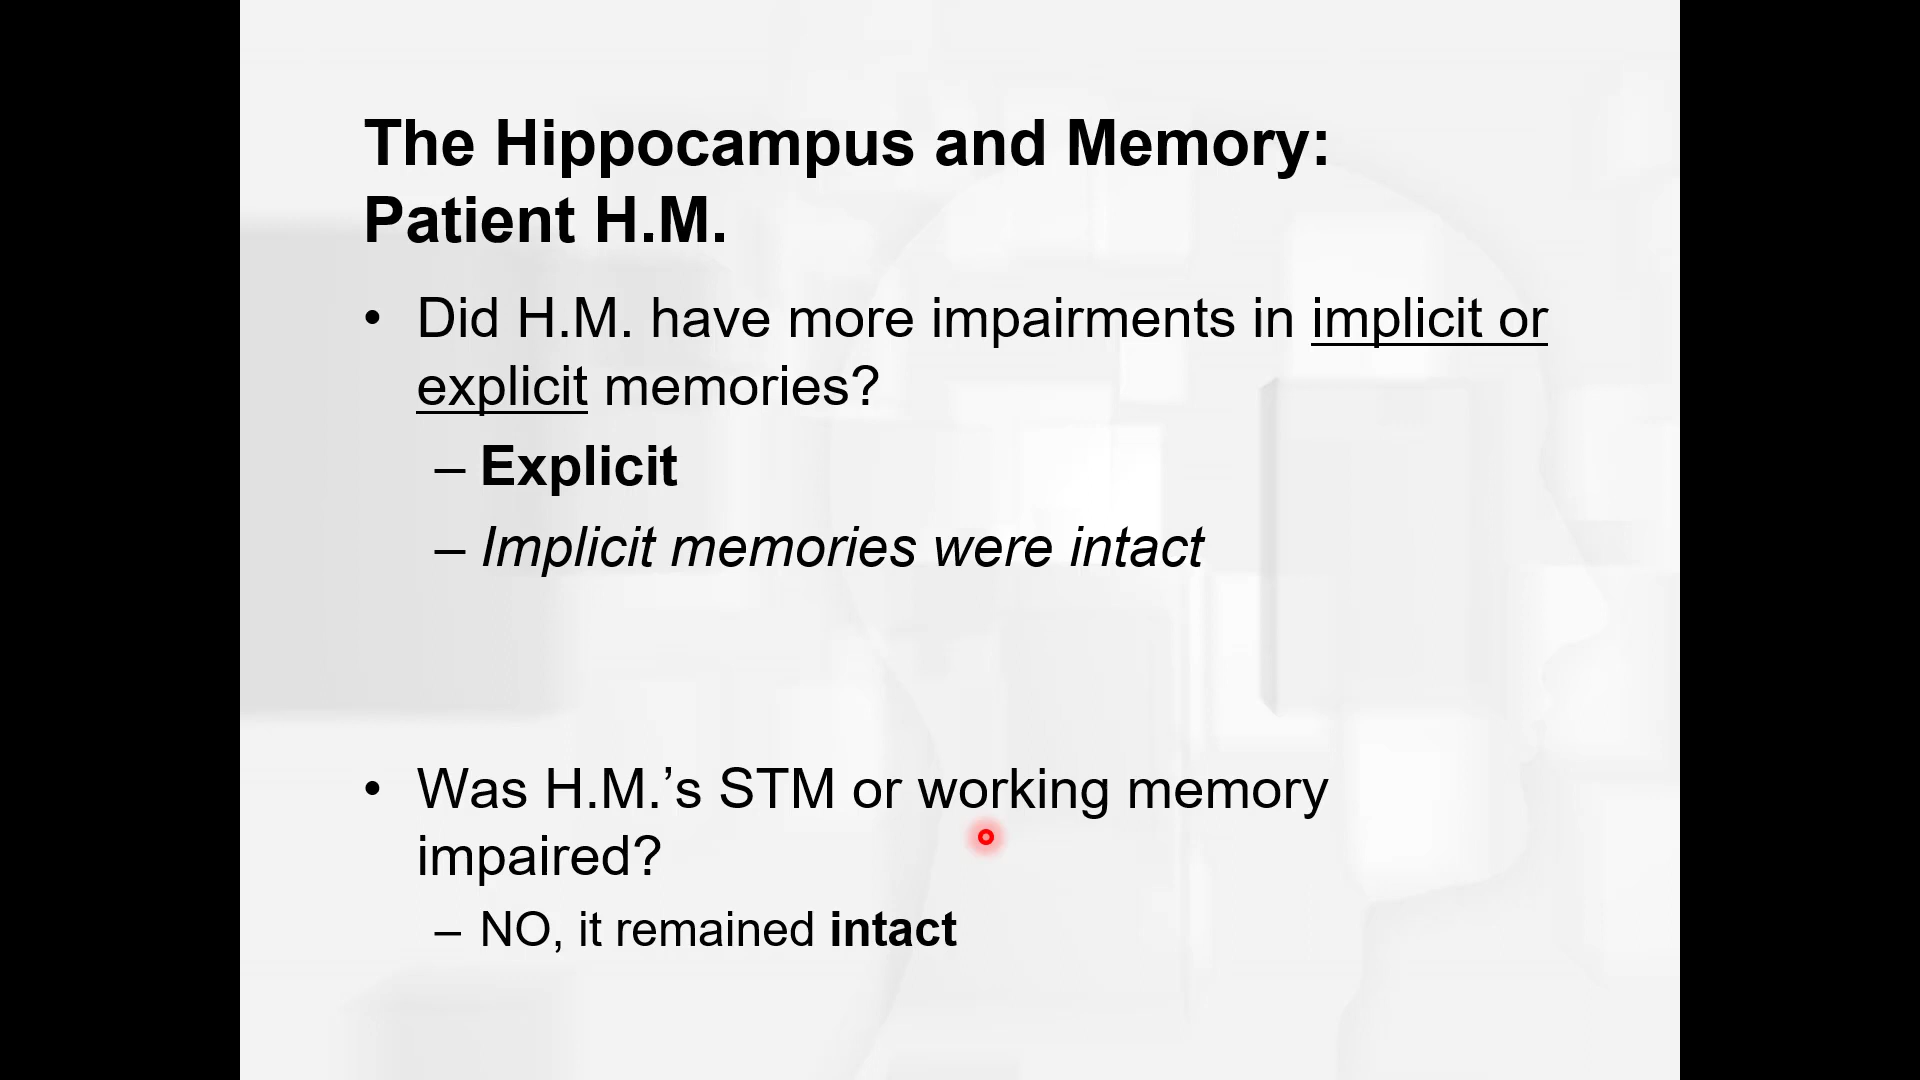 The Hippocampus and Memory:
Patient H.M.
• Did H.M. have more impairments in implicit or
explicit memories?
– Explicit
– Implicit memories were intact
• Was H.M.’s STM or working memory
impaired?
– NO, it remained intact